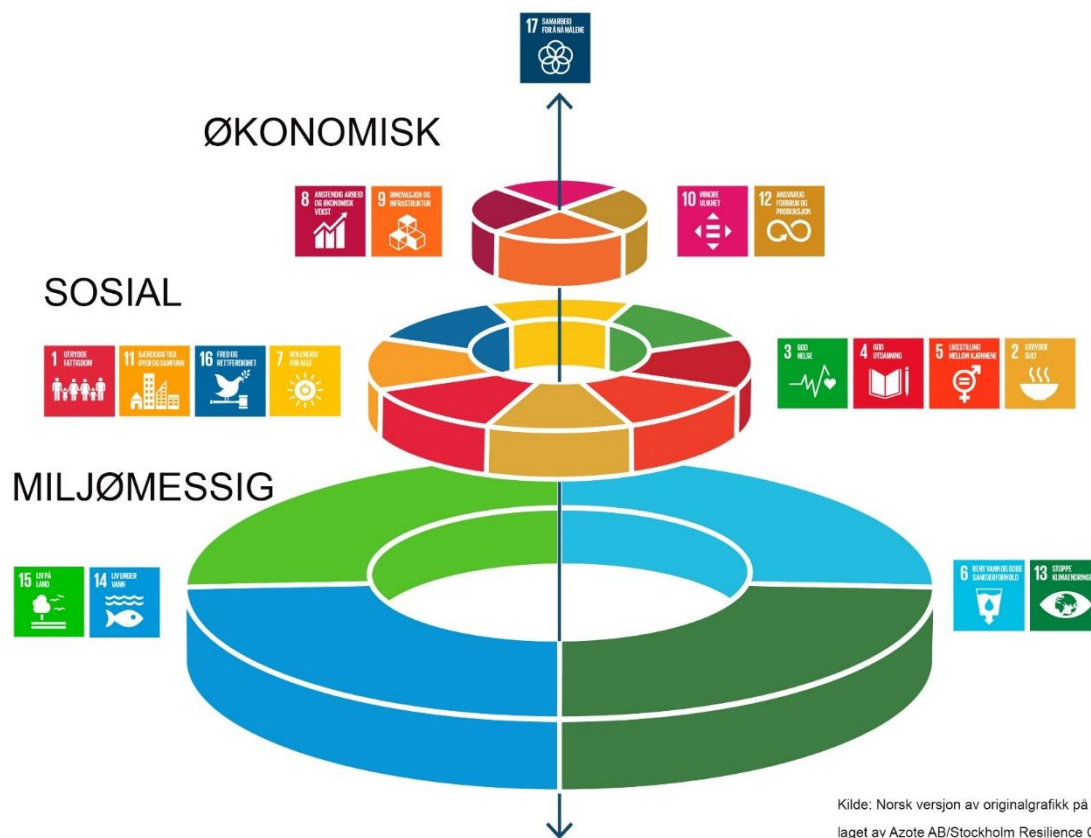 17 SAMARBEID
FOR Å NÅ MÅLENE
ØKONOMISK
8 ANSTENDIG ARBEID
OG ØKONOMISK
VEKST
9 INNOVASJON OG
INFRASTRUKTUR
10 MINDRE
ULIKHET
12 ANSVARLIG
FORBRUK OG
PRODUKSJON
SOSIAL
1 UTRYDDE
FATTIGDOM
11 BÆREKRAFTIGE
BYER OG SAMFUNN
16 FRED OG
RETTFERDIGHET
7 REN ENERGI
FOR ALLE
3 GOD
HELSE
4 GOD
UTDANNING
5 LIKESTILLING
MELLOM KJØNNENE
2 UTRYDDE
SULT
MILJØMESSIG
15 LIV PÅ
LAND
14 LIV UNDER
VANN
6 RENT VANN OG GODE
SANITÆRFORHOLD
13 STOPPE
KLIMAENDRINGE
Kilde: Norsk versjon av originalgrafikk på
laget av Azote AB/Stockholm Resilience